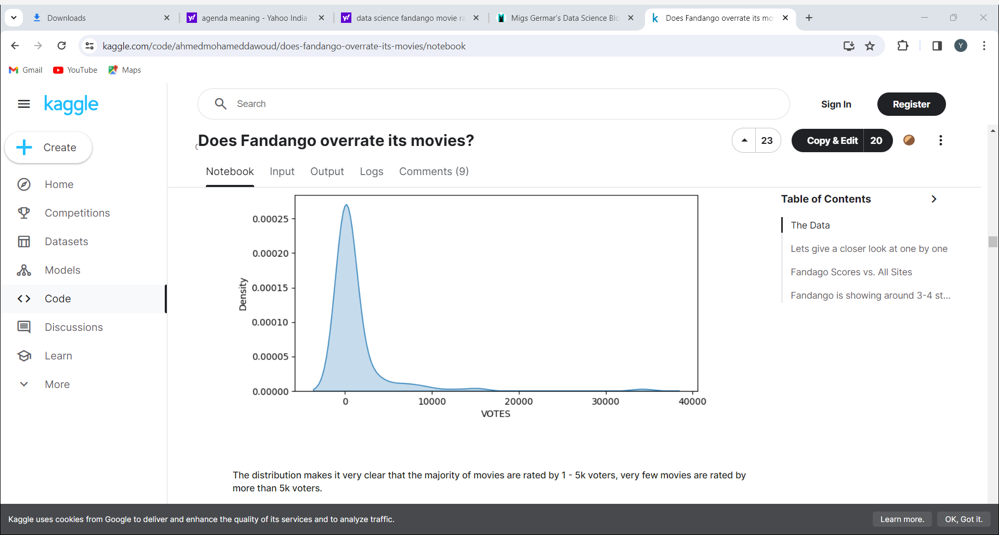 Downloads
agenda meaning - Yahoo India
data science fandango movie ra
Migs Germar's Data Science Blo
Does Fandango overrate its mo
kaggle.com/code/ahmedmohameddawoud/does-fandango-overrate-its-movies/notebook
Y
Gmail
YouTube
Maps
kaggle
Search
Sign In
Register
Create
Home
Competitions
Datasets
Models
Code
Discussions
Learn
More
Does Fandango overrate its movies?
23
Copy & Edit
20
Notebook
Input
Output
Logs
Comments (9)
0.00025
0.00020
0.00015
0.00010
0.00005
0.00000
Density
0
10000
20000
30000
40000
VOTES
Table of Contents
The Data
Lets give a closer look at one by one
Fandago Scores vs. All Sites
Fandango is showing around 3-4 st...
The distribution makes it very clear that the majority of movies are rated by 1 - 5k voters, very few movies are rated by
more than 5k voters.
Kaggle uses cookies from Google to deliver and enhance the quality of its services and to analyze traffic.
Learn more.
OK, Got it.